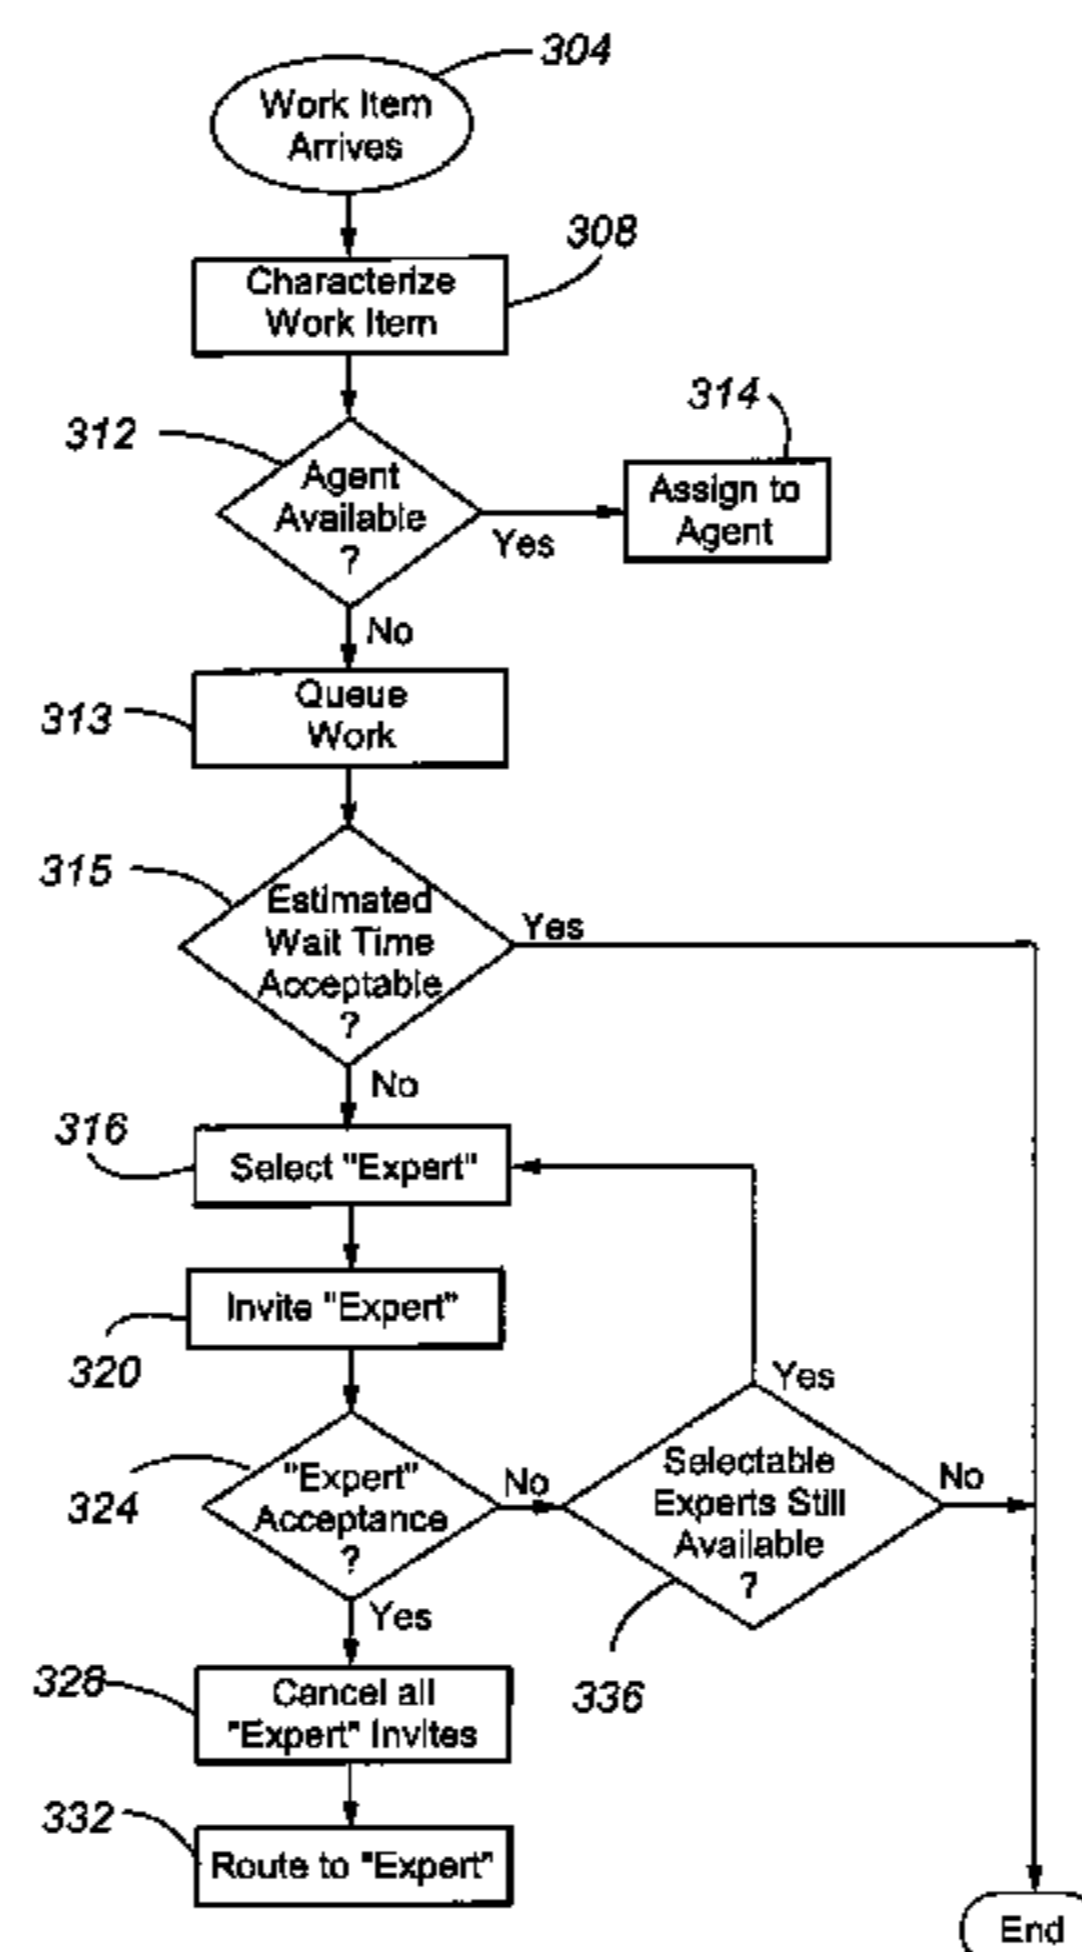 304
Work Item
Arrives
308
Characterize
Work Item
314
312
Agent
Available
?
Yes
Assign to
Agent
No
313
Queue
Work
315
Estimated
Wait Time
Acceptable
?
Yes
No
316
Select "Expert"
Invite "Expert"
320
Yes
324
"Expert"
Acceptance
?
No
Selectable
Experts Still
Available
?
No
Yes
336
328
Cancel all
"Expert" Invites
332
Route to "Expert"
End